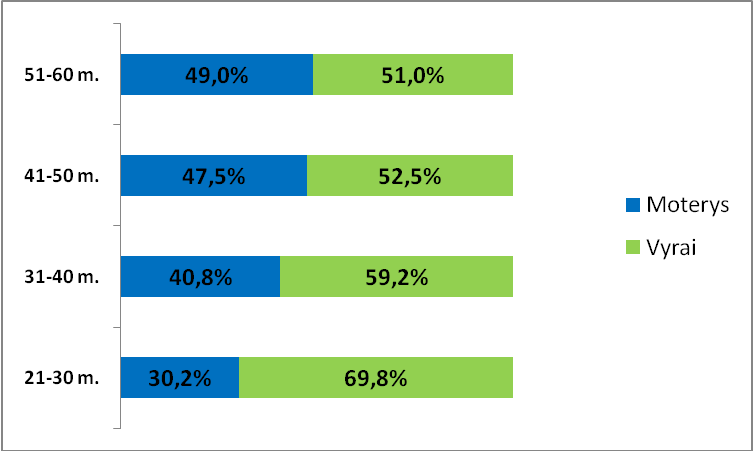 51-60 m.
49,0%
51,0%
41-50 m.
47,5%
52,5%
31-40 m.
40,8%
59,2%
21-30 m.
30,2%
69,8%
Moterys
Vyrai